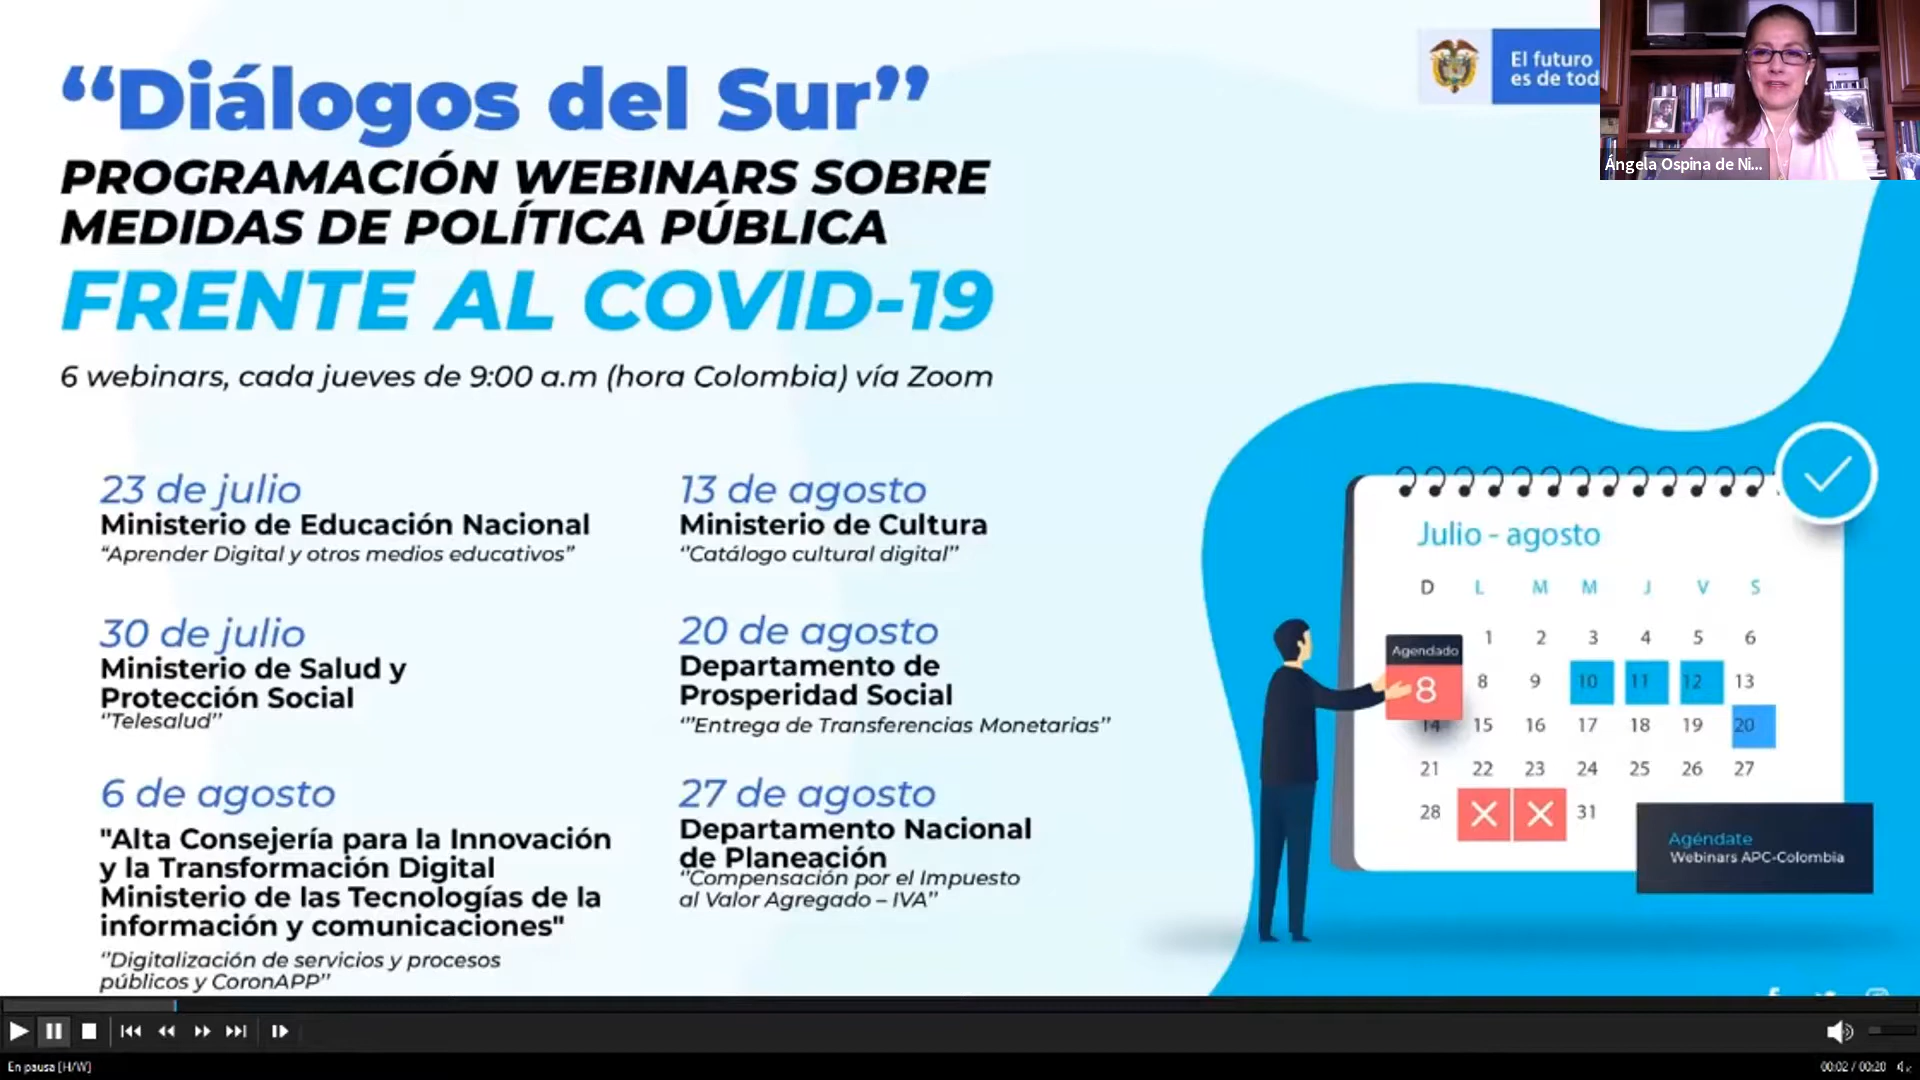 “Diálogos del Sur”
PROGRAMACIÓN WEBINARS SOBRE
MEDIDAS DE POLÍTICA PÚBLICA
FRENTE AL COVID-19
6 webinars, cada jueves de 9:00 a.m (hora Colombia) vía Zoom
El futuro
es de tod
Ángela Ospina de Ni...
23 de julio
Ministerio de Educación Nacional
“Aprender Digital y otros medios educativos”
30 de julio
Ministerio de Salud y
Protección Social
“Telesalud”
6 de agosto
"Alta Consejería para la Innovación
y la Transformación Digital
Ministerio de las Tecnologías de la
información y comunicaciones"
“Digitalización de servicios y procesos
públicos y CoronAPP”
13 de agosto
Ministerio de Cultura
“Catálogo cultural digital”
20 de agosto
Departamento de
Prosperidad Social
“”Entrega de Transferencias Monetarias”
27 de agosto
Departamento Nacional
de Planeación
“Compensación por el Impuesto
al Valor Agregado – IVA”
Julio - agosto
D L M M J V S
1 2 3 4 5 6
Agendado
8
8 9 10 11 12 13
14 15 16 17 18 19 20
21 22 23 24 25 26 27
28 31
Agéndate
Webinars APC-Colombia
En pausa [H/W]
00:02 / 00:20